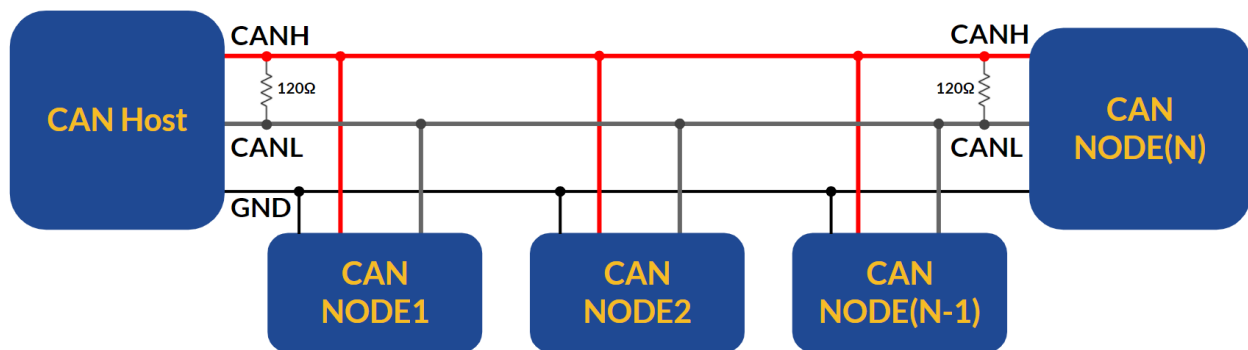 CANH
CANH
120Ω
120Ω
CAN Host
CAN
NODE(N)
CANL
CANL
GND
CAN
NODE1
CAN
NODE2
CAN
NODE(N-1)